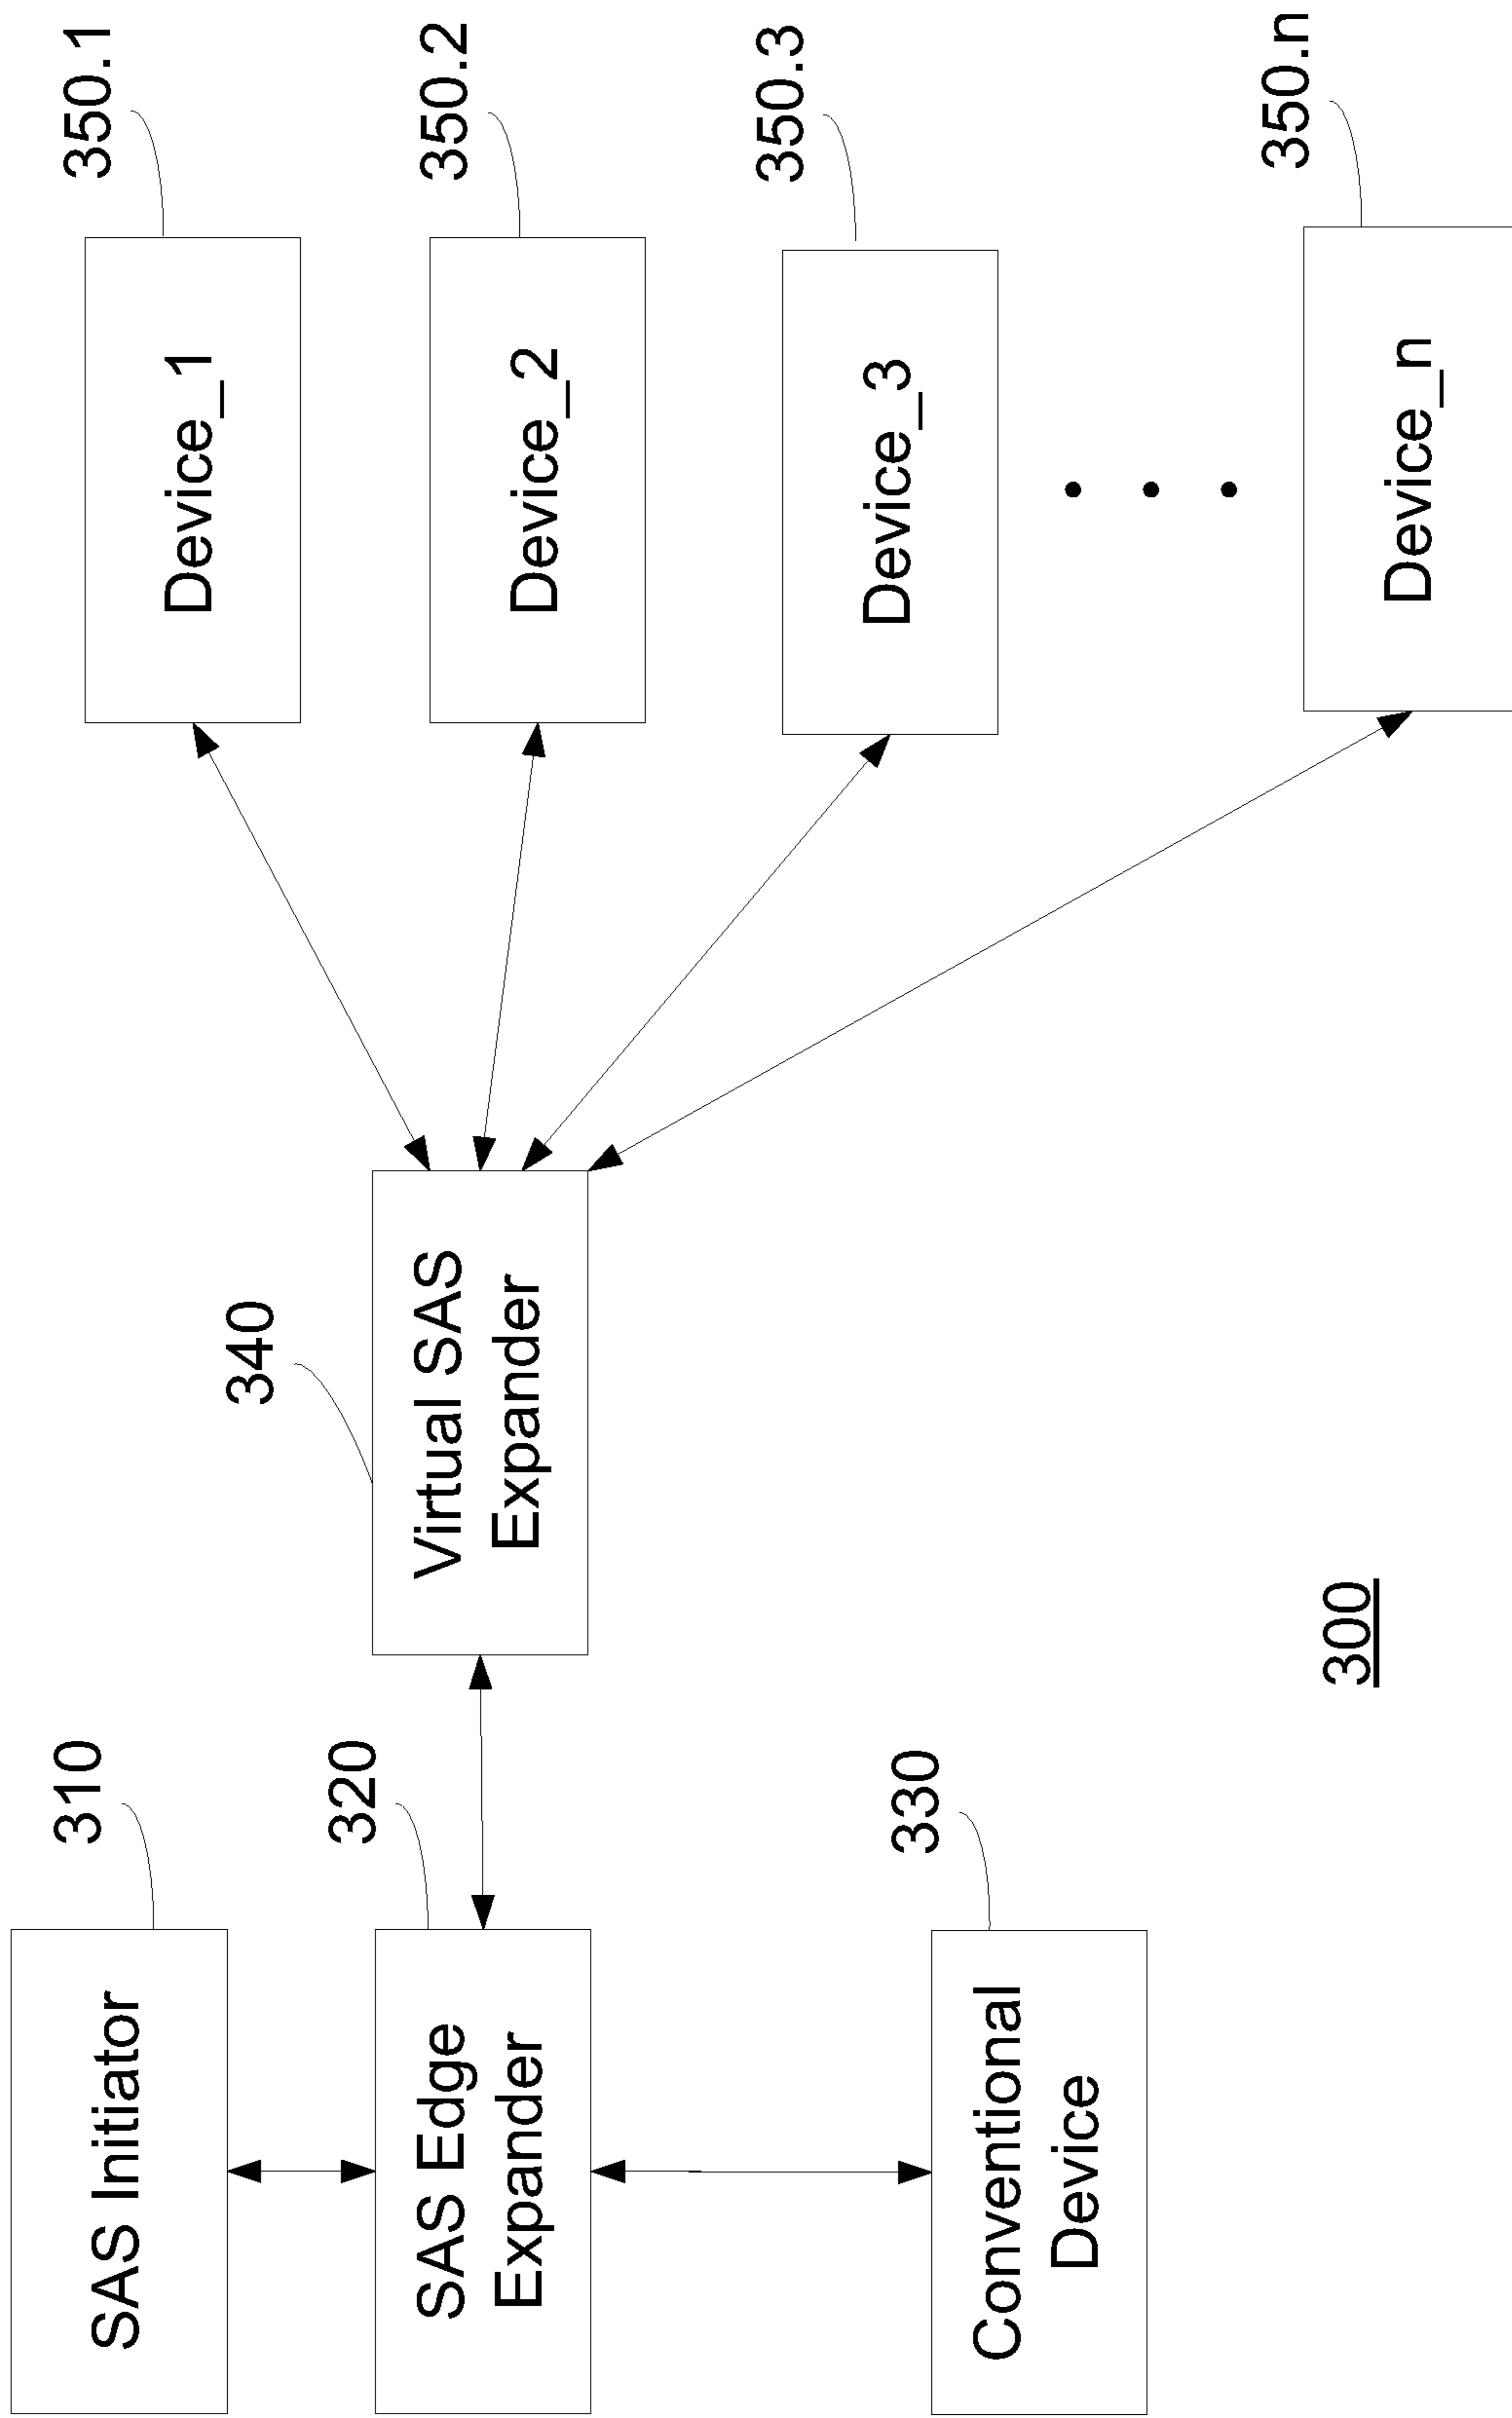 310
SAS Initiator
320
SAS Edge
Expander
330
Conventional
Device
340
Virtual SAS
Expander
350.1
Device_1
350.2
Device_2
350.3
Device_3
350.n
Device_n
300